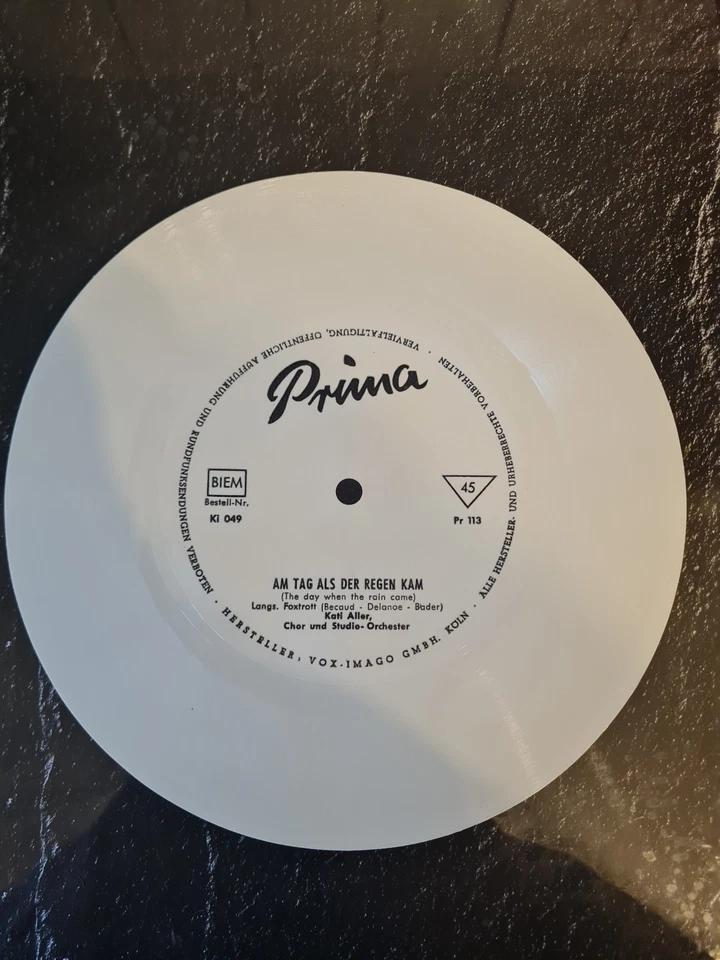 Prima
BIEM
Bestell-Nr.
Ki 049
45
Pr 113
AM TAG ALS DER REGEN KAM
(The day when the rain came)
Langs. Foxtrott (Becaud - Delanoe - Bader)
Kati Aller,
Chor und Studio-Orchester
HERSTELLER: VOX-IMAGO GMBH. KÖLN · ALLE HERSTELLER- UND URHEBERRECHTE VORBEHALTEN · VERVIELFALTIGUNG, ÖFFENTLICHE AUFFUHRUNG UND RUNDFUNKSENDUNGEN VERBOTEN ·